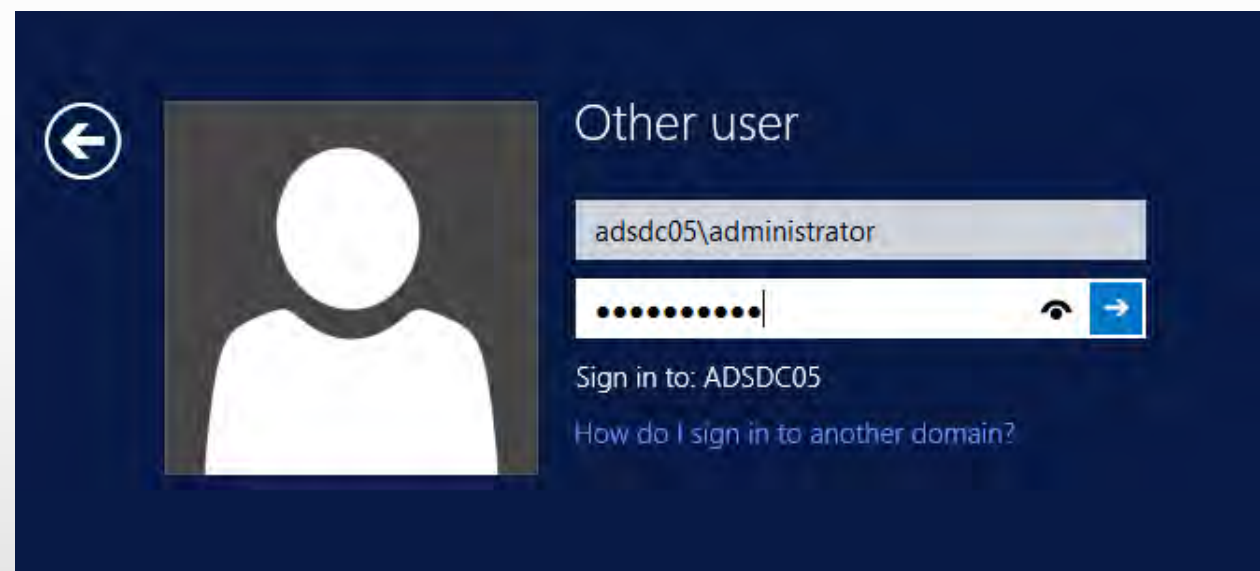 Other user
adsdc05\administrator
••••••••••
Sign in to: ADSDC05
How do I sign in to another domain?